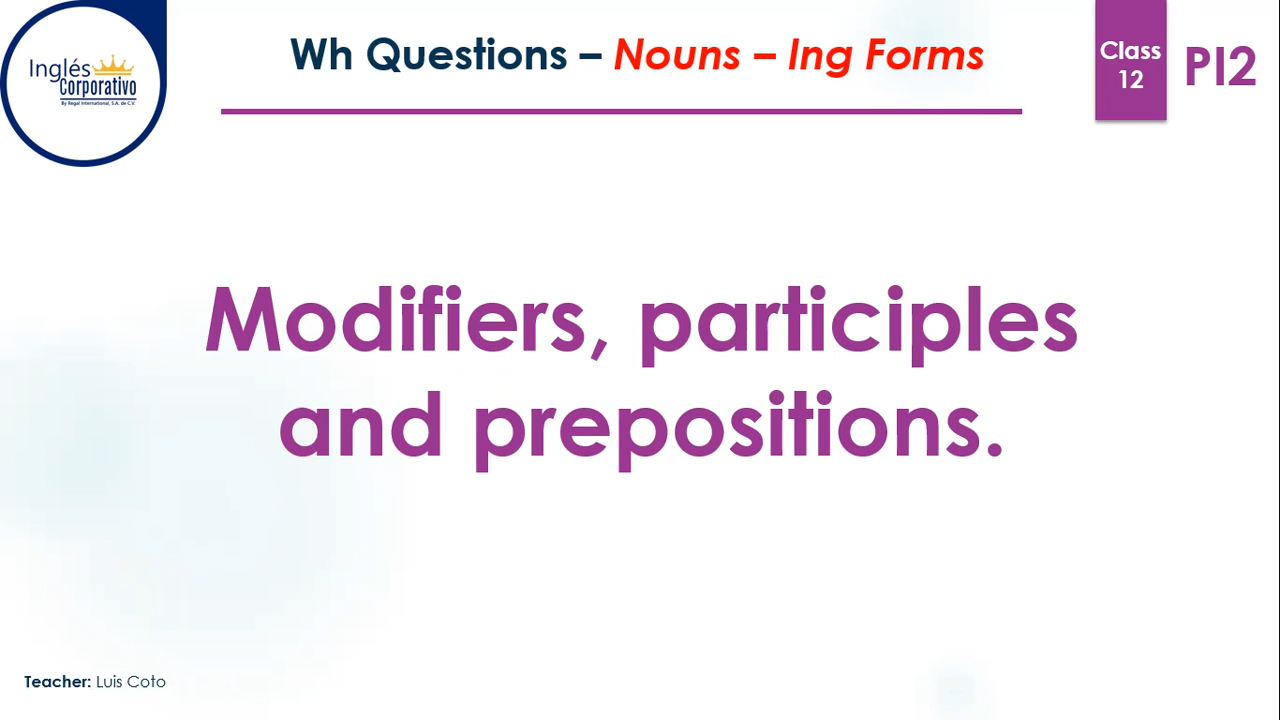 Inglés
Corporativo
By Regal International, S.A. de C.V.
Wh Questions – Nouns – Ing Forms
Class
12
PI2
Modifiers, participles
and prepositions.
Teacher: Luis Coto